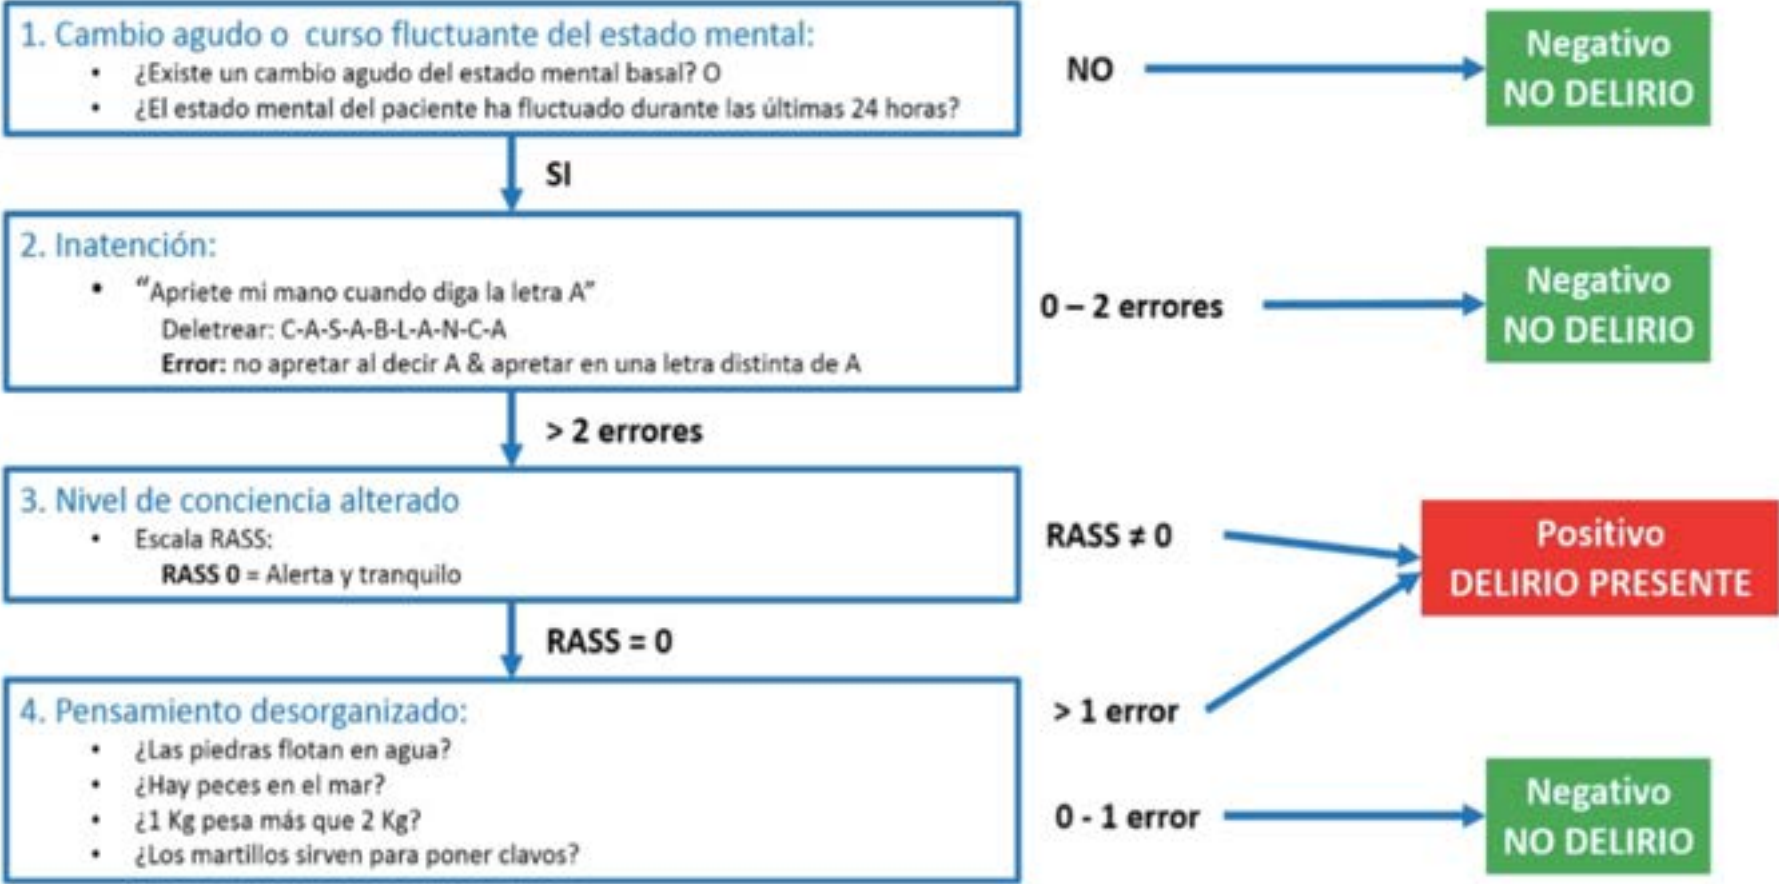 1. Cambio agudo o curso fluctuante del estado mental:
• ¿Existe un cambio agudo del estado mental basal? O
• ¿El estado mental del paciente ha fluctuado durante las últimas 24 horas?
NO
Negativo
NO DELIRIO
SI
2. Inatención:
• “Apriete mi mano cuando diga la letra A”
Deletrear: C-A-S-A-B-L-A-N-C-A
Error: no apretar al decir A & apretar en una letra distinta de A
0 – 2 errores
Negativo
NO DELIRIO
> 2 errores
3. Nivel de conciencia alterado
• Escala RASS:
RASS 0 = Alerta y tranquilo
RASS ≠ 0
Positivo
DELIRIO PRESENTE
RASS = 0
4. Pensamiento desorganizado:
• ¿Las piedras flotan en agua?
• ¿Hay peces en el mar?
• ¿1 Kg pesa más que 2 Kg?
• ¿Los martillos sirven para poner clavos?
> 1 error
0 - 1 error
Negativo
NO DELIRIO